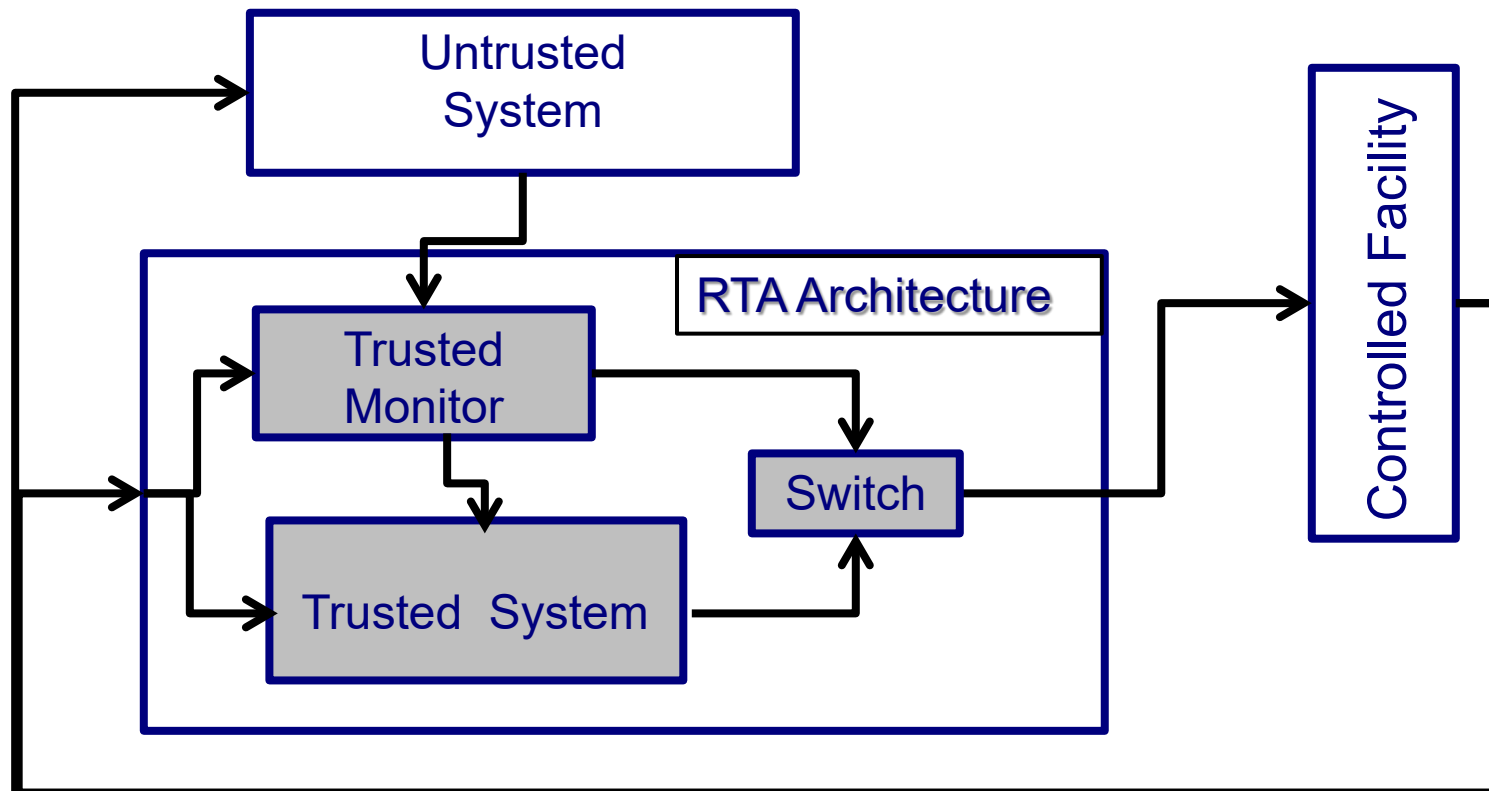 Untrusted
System
RTA Architecture
Trusted
Monitor
Switch
Trusted System
Controlled Facility